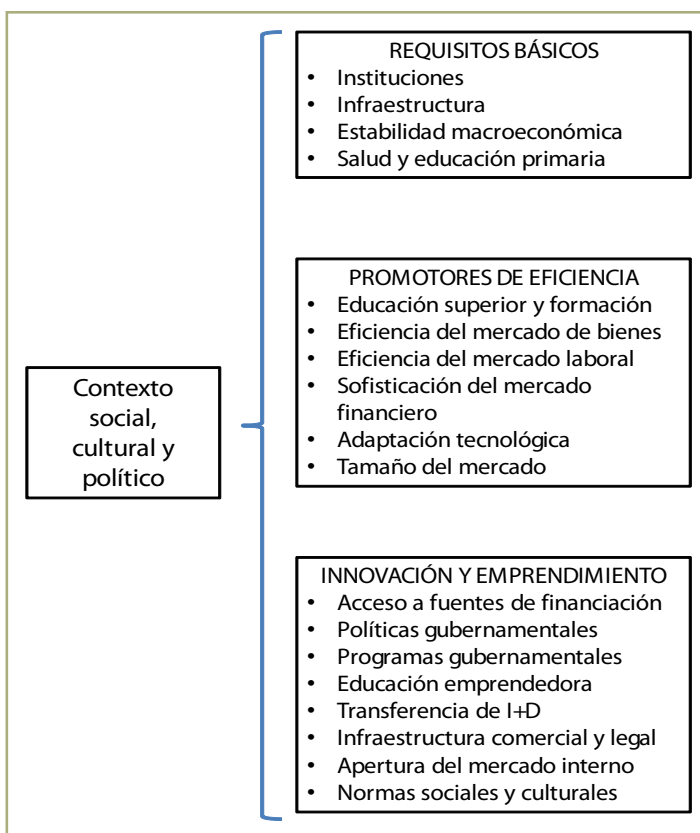 Contexto
social,
cultural y
político
REQUISITOS BÁSICOS
• Instituciones
• Infraestructura
• Estabilidad macroeconómica
• Salud y educación primaria
PROMOTORES DE EFICIENCIA
• Educación superior y formación
• Eficiencia del mercado de bienes
• Eficiencia del mercado laboral
• Sofisticación del mercado
financiero
• Adaptación tecnológica
• Tamaño del mercado
INNOVACIÓN Y EMPRENDIMIENTO
• Acceso a fuentes de financiación
• Políticas gubernamentales
• Programas gubernamentales
• Educación emprendedora
• Transferencia de I+D
• Infraestructura comercial y legal
• Apertura del mercado interno
• Normas sociales y culturales